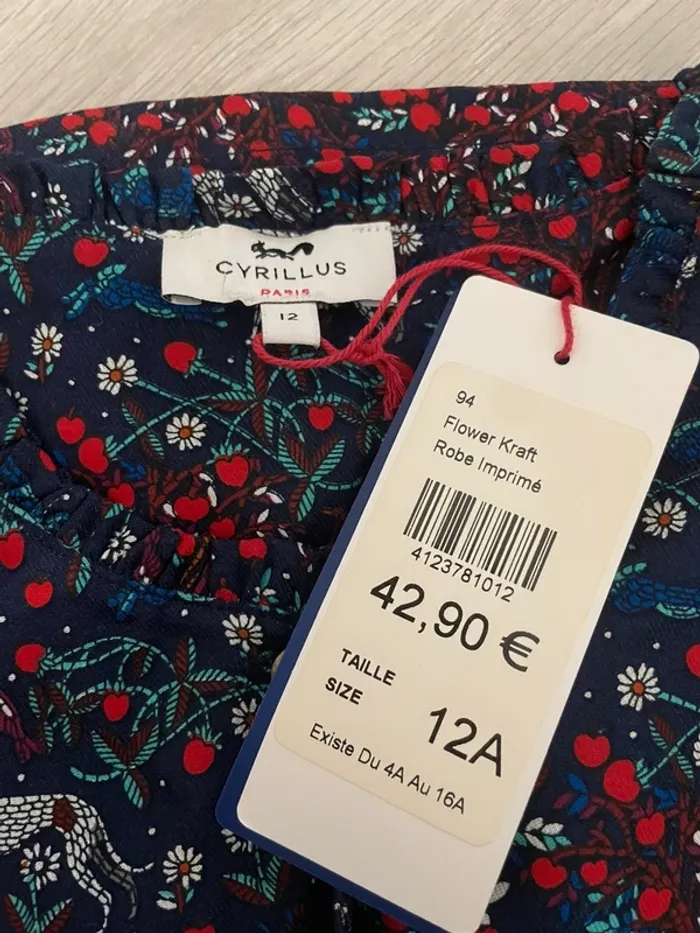 CYRILLUS
PARIS
12
94
Flower Kraft
Robe Imprimé
4123781012
42,90 €
TAILLE
SIZE
12A
Existe Du 4A Au 16A